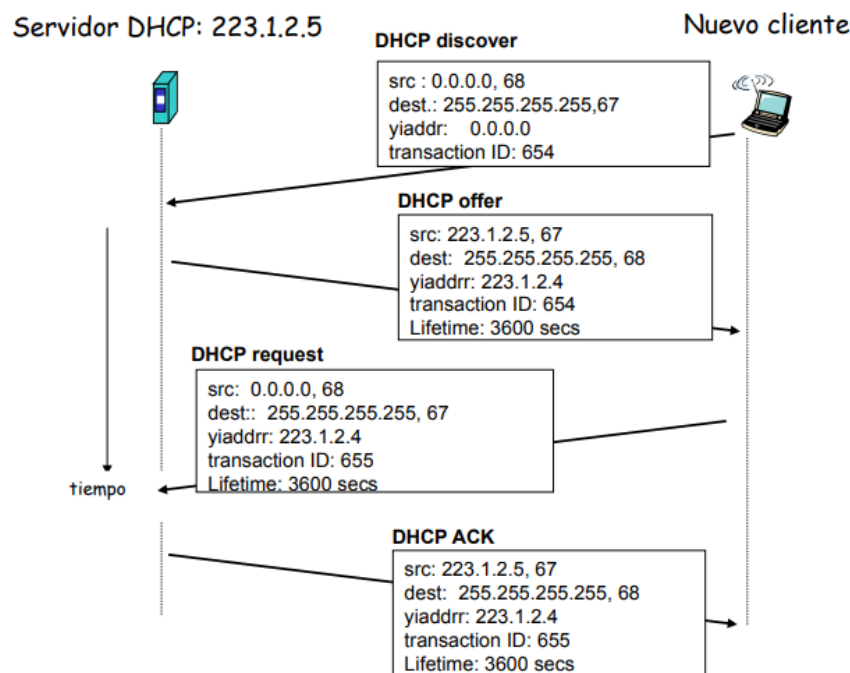 Servidor DHCP: 223.1.2.5
Nuevo cliente
DHCP discover
src : 0.0.0.0, 68
dest.: 255.255.255.255,67
yiaddr: 0.0.0.0
transaction ID: 654
DHCP offer
src: 223.1.2.5, 67
dest: 255.255.255.255, 68
yiaddrr: 223.1.2.4
transaction ID: 654
Lifetime: 3600 secs
DHCP request
src: 0.0.0.0, 68
dest:: 255.255.255.255, 67
yiaddrr: 223.1.2.4
transaction ID: 655
Lifetime: 3600 secs
tiempo
DHCP ACK
src: 223.1.2.5, 67
dest: 255.255.255.255, 68
yiaddrr: 223.1.2.4
transaction ID: 655
Lifetime: 3600 secs